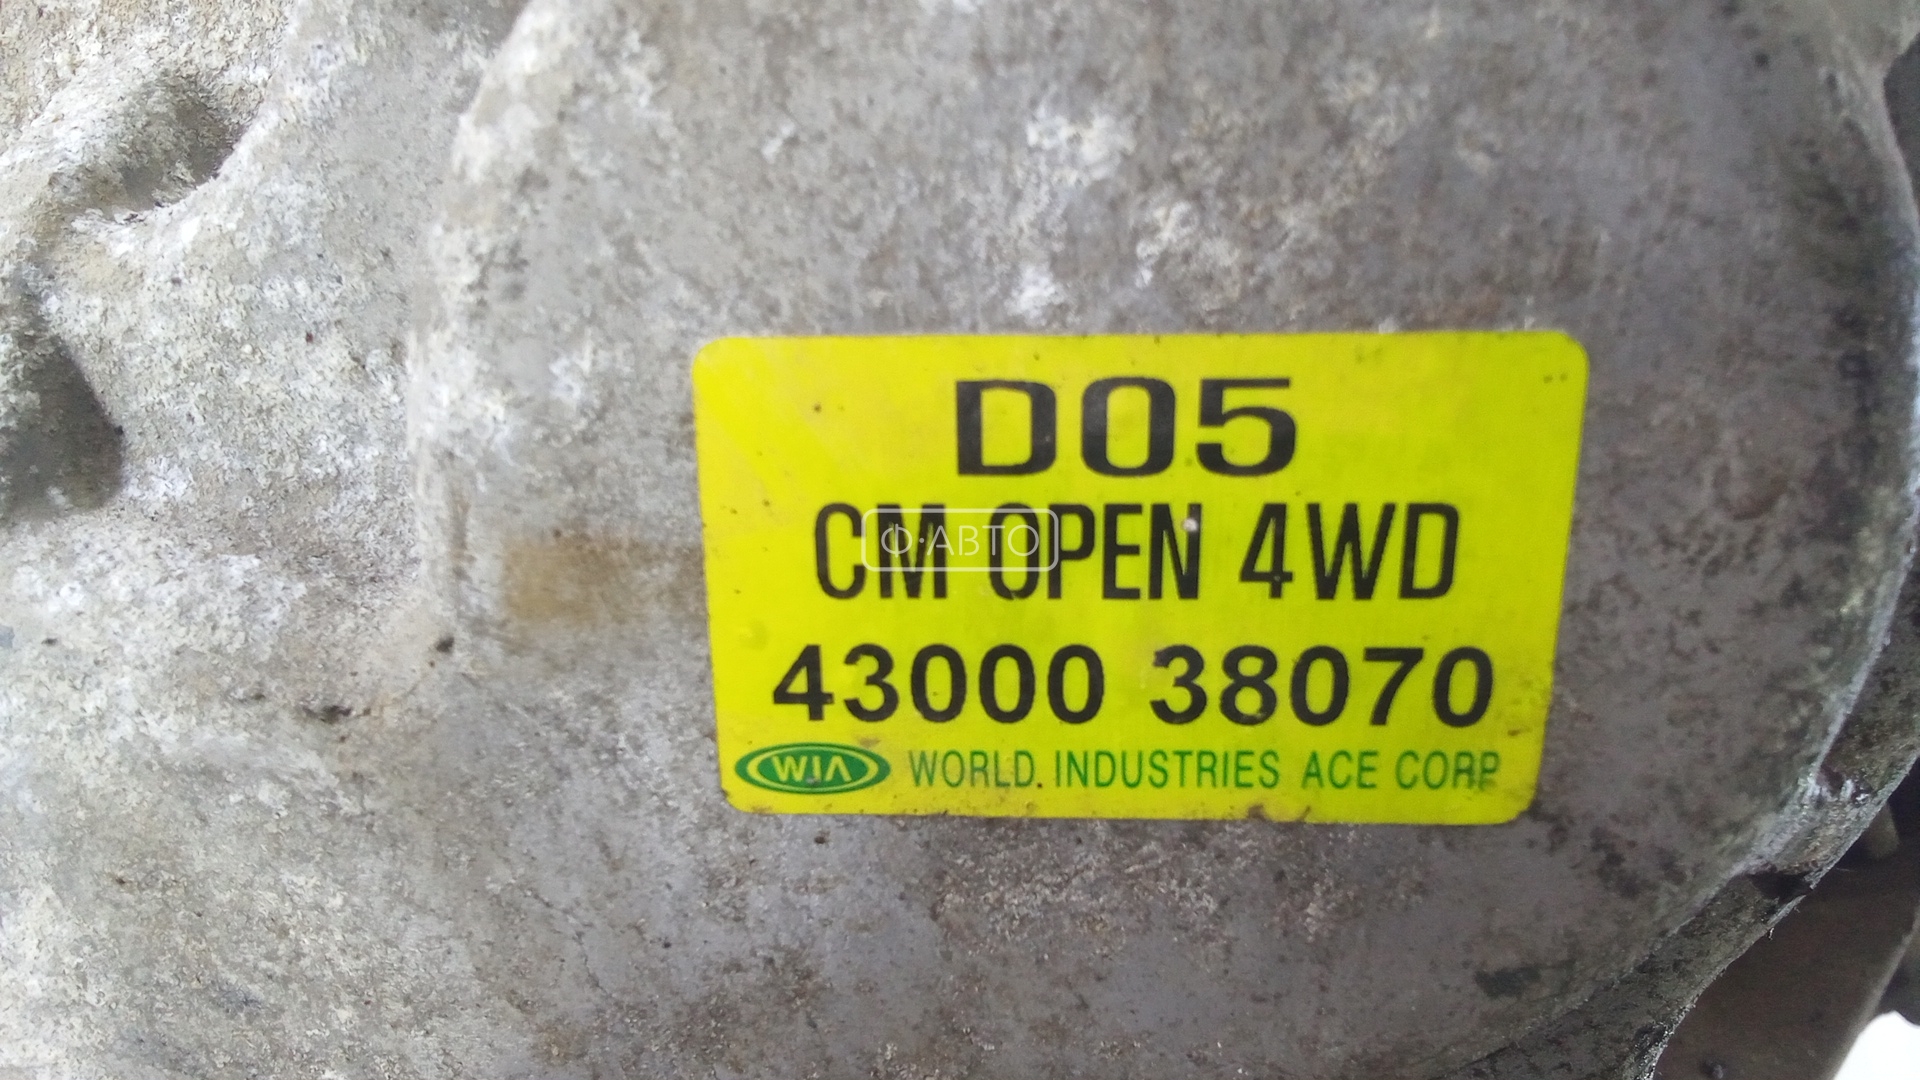 D05
CM OPEN 4WD
Ф·АВТО
43000 38070
WIA WORLD INDUSTRIES ACE CORP